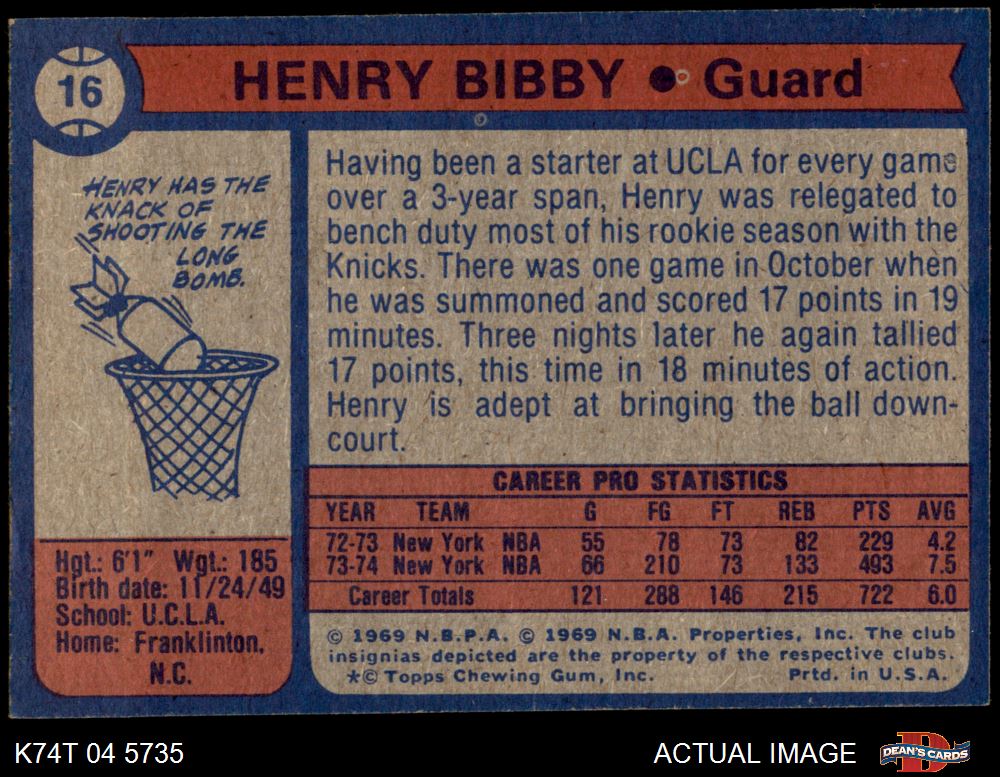 16
HENRY BIBBY • Guard
HENRY HAS THE
KNACK OF
SHOOTING THE
LONG
BOMB.
Having been a starter at UCLA for every game
over a 3-year span, Henry was relegated to
bench duty most of his rookie season with the
Knicks. There was one game in October when
he was summoned and scored 17 points in 19
minutes. Three nights later he again tallied
17 points, this time in 18 minutes of action.
Henry is adept at bringing the ball down-
court.
Hgt.: 6'1" Wgt.: 185
Birth date: 11/24/49
School: U.C.L.A.
Home: Franklinton,
N.C.
CAREER PRO STATISTICS
YEAR TEAM G FG FT REB PTS AVG
72-73 New York NBA 55 78 73 82 229 4.2
73-74 New York NBA 66 210 73 133 493 7.5
Career Totals 121 288 146 215 722 6.0
© 1969 N.B.P.A. © 1969 N.B.A. Properties, Inc. The club
insignias depicted are the property of the respective clubs.
*© Topps Chewing Gum, Inc. Prtd. in U.S.A.
K74T 04 5735
ACTUAL IMAGE
D
DEAN'S CARDS